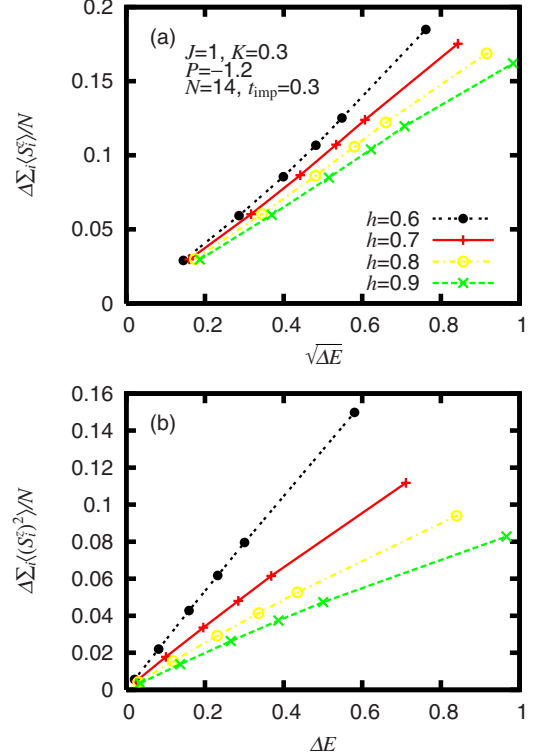 (a)
J=1, K=0.3
P=−1.2
N=14, t_imp=0.3
0.2
0.15
0.1
0.05
0
ΔΣ_i⟨S_i^z⟩/N
h=0.6
h=0.7
h=0.8
h=0.9
0 0.2 0.4 0.6 0.8 1
√ΔE
(b)
0.16
0.14
0.12
0.10
0.08
0.06
0.04
0.02
0
ΔΣ_i⟨(S_i^z)^2⟩/N
0 0.2 0.4 0.6 0.8 1
ΔE